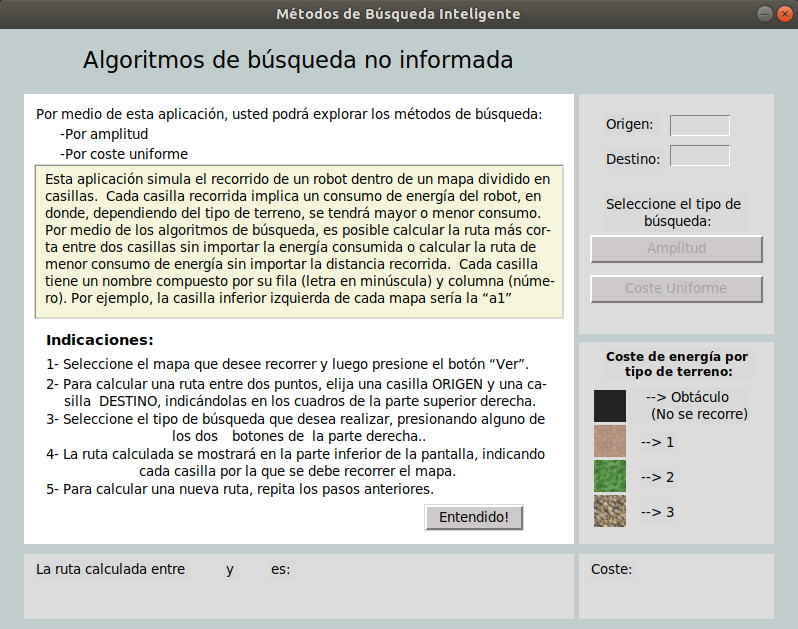 Métodos de Búsqueda Inteligente
Algoritmos de búsqueda no informada
Por medio de esta aplicación, usted podrá explorar los métodos de búsqueda:
-Por amplitud
-Por coste uniforme
Esta aplicación simula el recorrido de un robot dentro de un mapa dividido en
casillas.  Cada casilla recorrida implica un consumo de energía del robot, en
donde, dependiendo del tipo de terreno, se tendrá mayor o menor consumo.
Por medio de los algoritmos de búsqueda, es posible calcular la ruta más cor-
ta entre dos casillas sin importar la energía consumida o calcular la ruta de
menor consumo de energía sin importar la distancia recorrida.  Cada casilla
tiene un nombre compuesto por su fila (letra en minúscula) y columna (núme-
ro). Por ejemplo, la casilla inferior izquierda de cada mapa sería la “a1”
Indicaciones:
1- Seleccione el mapa que desee recorrer y luego presione el botón “Ver”.
2- Para calcular una ruta entre dos puntos, elija una casilla ORIGEN y una ca-
silla  DESTINO, indicándolas en los cuadros de la parte superior derecha.
3- Seleccione el tipo de búsqueda que desea realizar, presionando alguno de
los dos   botones de  la parte derecha..
4- La ruta calculada se mostrará en la parte inferior de la pantalla, indicando
cada casilla por la que se debe recorrer el mapa.
5- Para calcular una nueva ruta, repita los pasos anteriores.
Entendido!
Origen:
Destino:
Seleccione el tipo de
búsqueda:
Amplitud
Coste Uniforme
Coste de energía por
tipo de terreno:
--> Obtáculo
(No se recorre)
--> 1
--> 2
--> 3
La ruta calculada entre y es:
Coste: